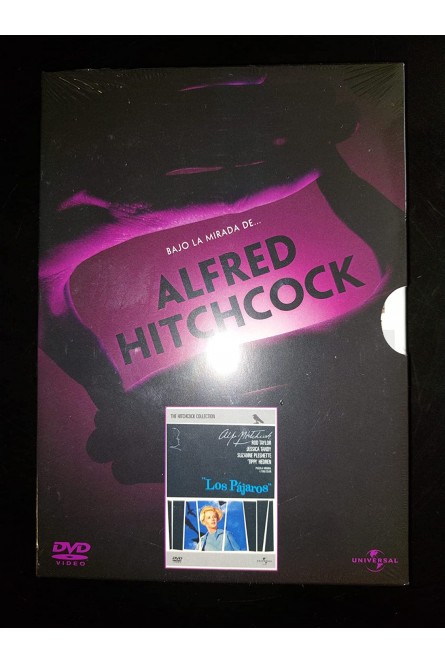 BAJO LA MIRADA DE...
ALFRED
HITCHCOCK
THE HITCHCOCK COLLECTION
ROD TAYLOR
JESSICA TANDY
SUZANNE PLESHETTE
'TIPPI' HEDREN
"Los Pájaros"
DVD
VIDEO
UNIVERSAL